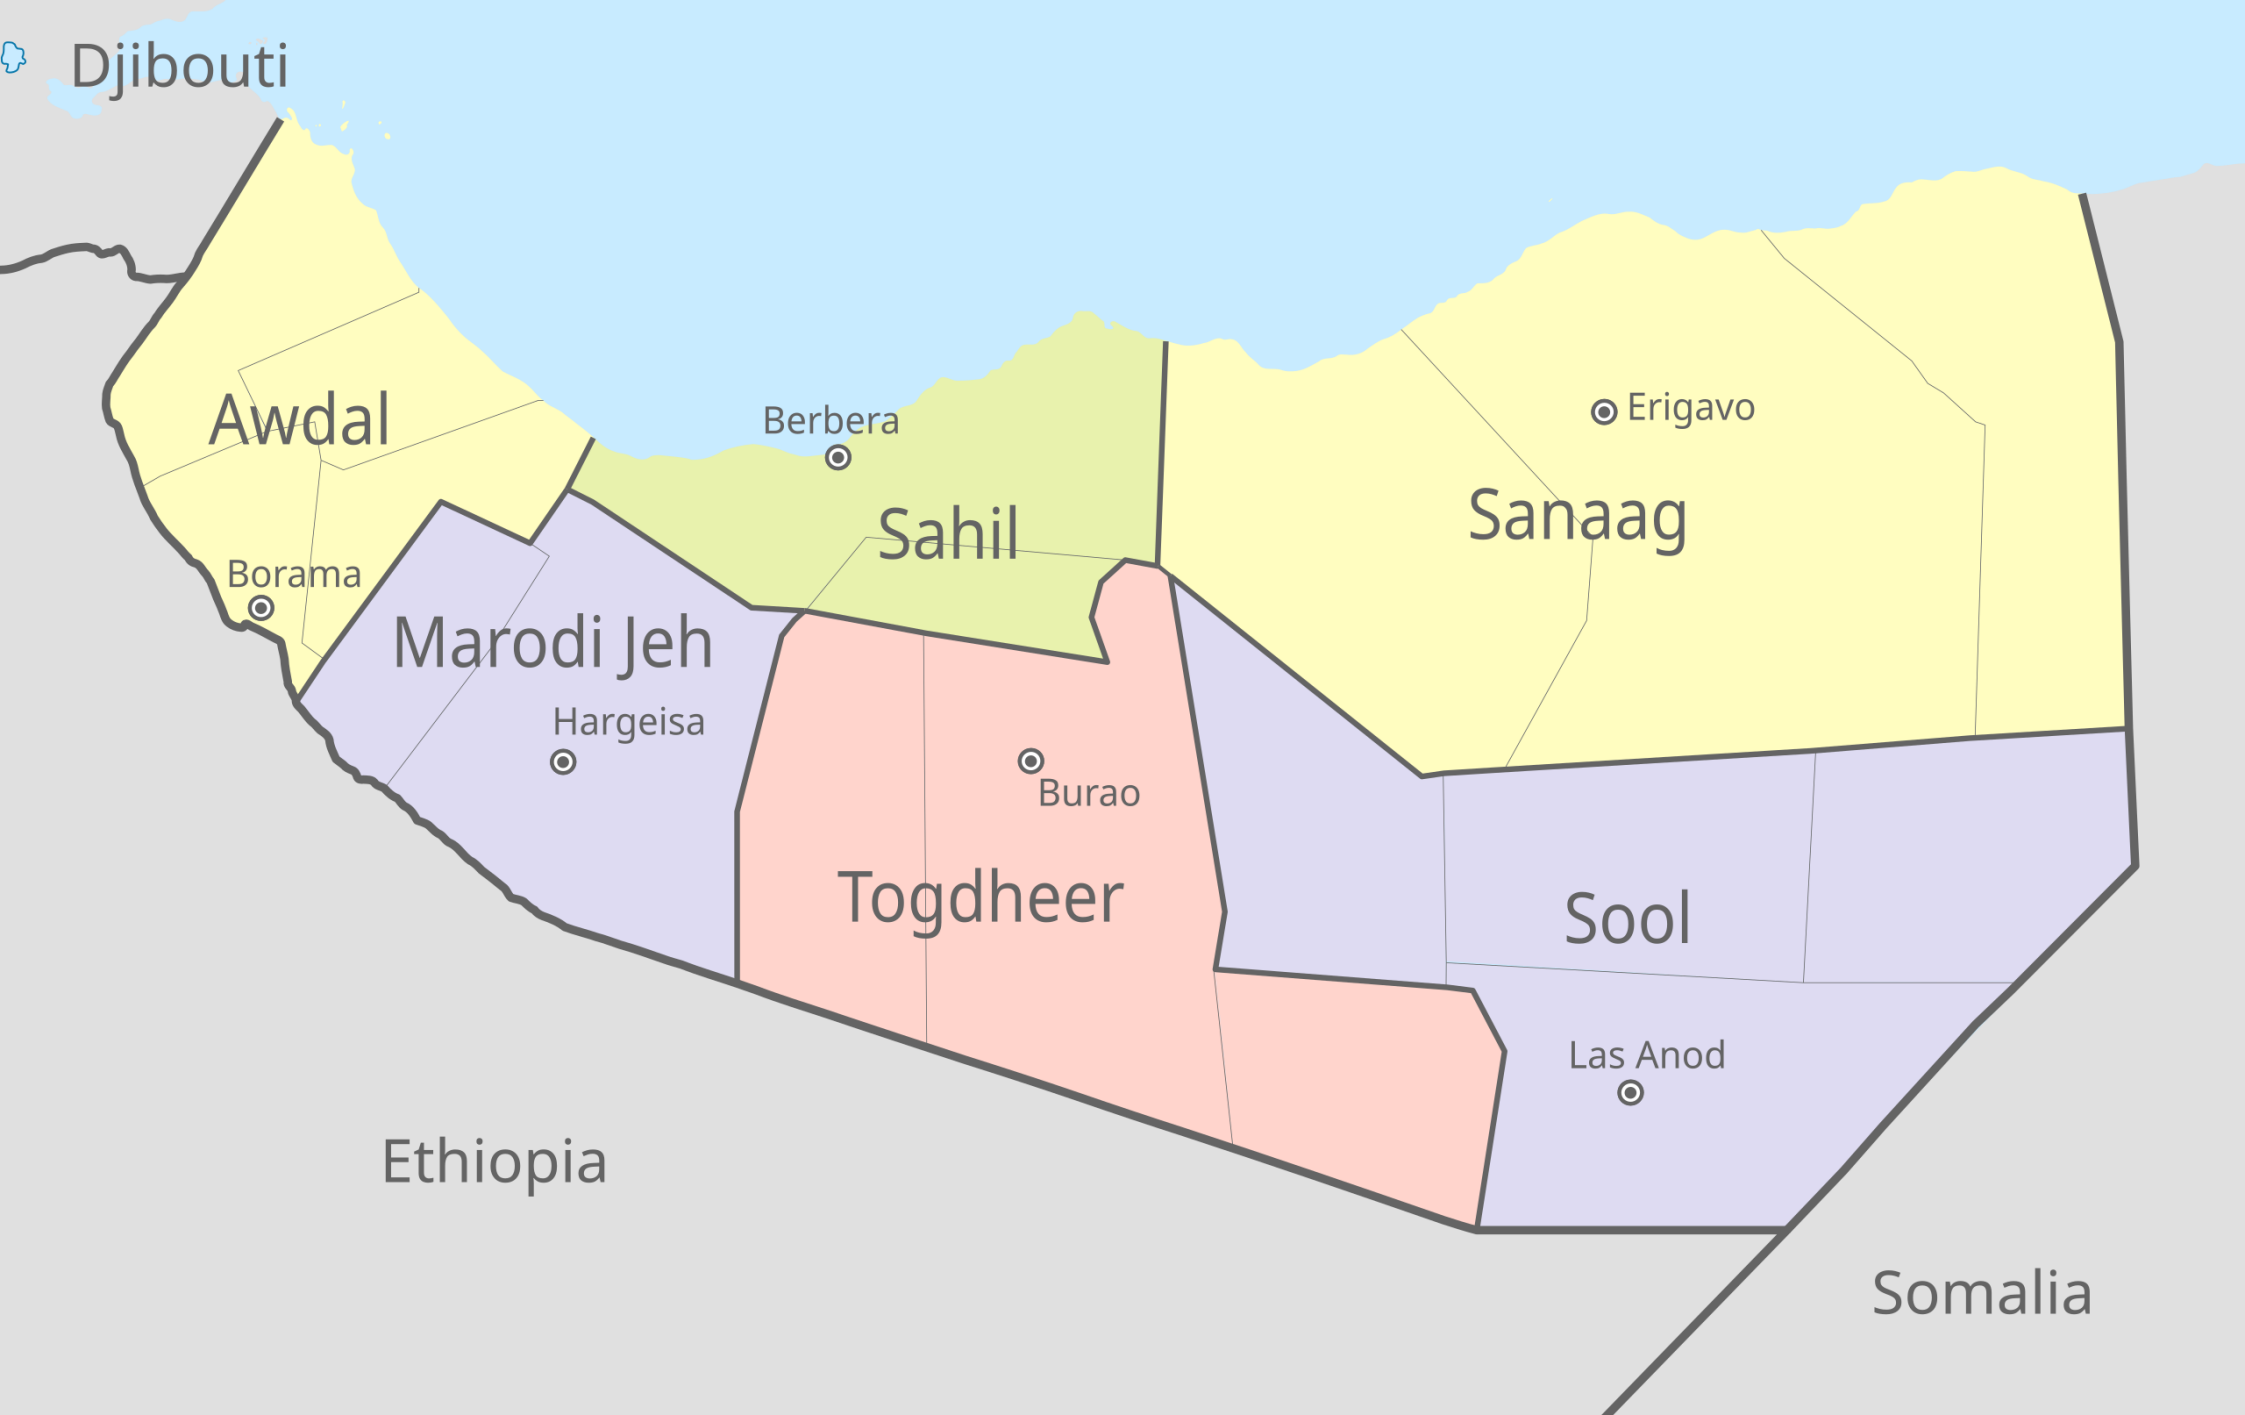 Djibouti
Awdal
Berbera
Erigavo
Sahil
Sanaag
Borama
Marodi Jeh
Hargeisa
Burao
Togdheer
Sool
Las Anod
Ethiopia
Somalia